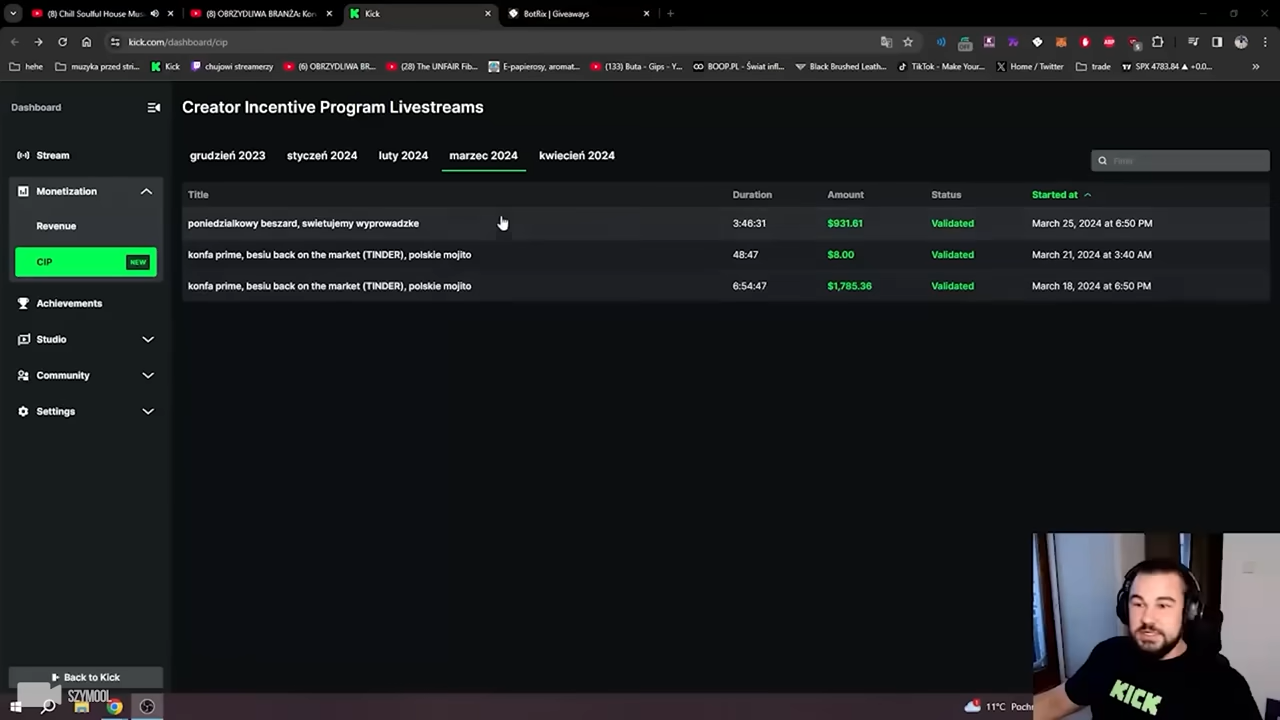 (8) Chill Soulful House Mus
(8) OBRZYDLIWA BRANŻA: Kor
Kick
BotRix | Giveaways
kick.com/dashboard/cip
hehe
muzyka przed stri...
Kick
chujowi streamerzy
(6) OBRZYDLIWA BR...
(28) The UNFAIR Fib...
E-papierosy, aromat...
(133) Buta - Gips - Y...
BOOP.PL - Świat infl...
Black Brushed Leath...
TikTok - Make Your...
Home / Twitter
trade
SPX 4783.84 ▲ +0.0...
Dashboard
Creator Incentive Program Livestreams
Stream
Monetization
Revenue
CIP
NEW
Achievements
Studio
Community
Settings
grudzień 2023
styczeń 2024
luty 2024
marzec 2024
kwiecień 2024
Title
Duration
Amount
Status
Started at
poniedzialkowy beszard, swietujemy wyprowadzke
3:46:31
$931.61
Validated
March 25, 2024 at 6:50 PM
konfa prime, besiu back on the market (TINDER), polskie mojito
48:47
$8.00
Validated
March 21, 2024 at 3:40 AM
konfa prime, besiu back on the market (TINDER), polskie mojito
6:54:47
$1,785.36
Validated
March 18, 2024 at 6:50 PM
Back to Kick
SZYMOOL
11°C Pochm
KICK